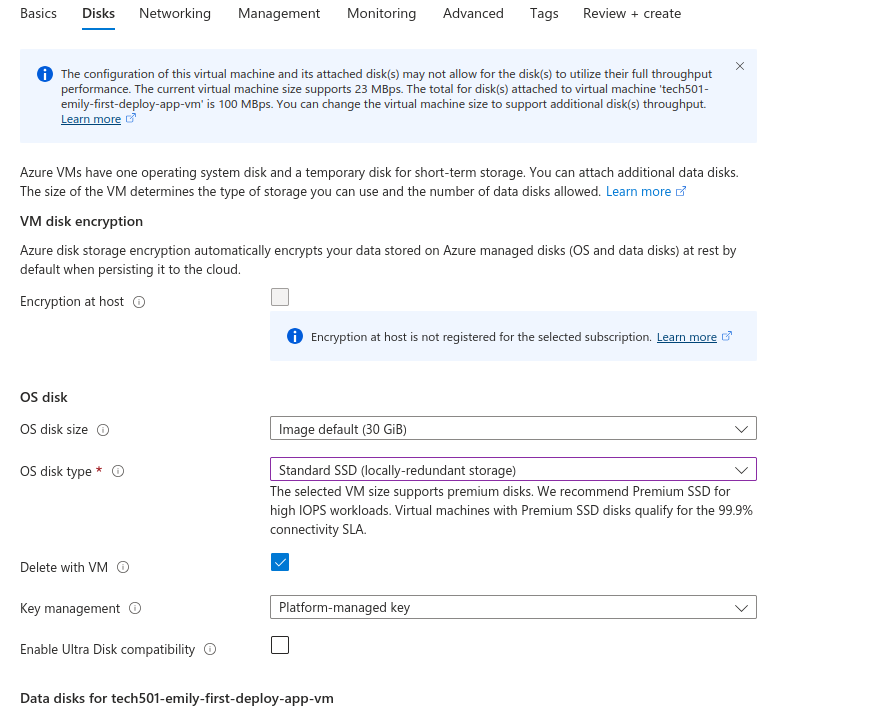 Basics Disks Networking Management Monitoring Advanced Tags Review + create
The configuration of this virtual machine and its attached disk(s) may not allow for the disk(s) to utilize their full throughput
performance. The current virtual machine size supports 23 MBps. The total for disk(s) attached to virtual machine 'tech501-
emily-first-deploy-app-vm' is 100 MBps. You can change the virtual machine size to support additional disk(s) throughput.
Learn more
Azure VMs have one operating system disk and a temporary disk for short-term storage. You can attach additional data disks.
The size of the VM determines the type of storage you can use and the number of data disks allowed. Learn more
VM disk encryption
Azure disk storage encryption automatically encrypts your data stored on Azure managed disks (OS and data disks) at rest by
default when persisting it to the cloud.
Encryption at host
Encryption at host is not registered for the selected subscription. Learn more
OS disk
OS disk size
Image default (30 GiB)
OS disk type *
Standard SSD (locally-redundant storage)
The selected VM size supports premium disks. We recommend Premium SSD for
high IOPS workloads. Virtual machines with Premium SSD disks qualify for the 99.9%
connectivity SLA.
Delete with VM
Key management
Platform-managed key
Enable Ultra Disk compatibility
Data disks for tech501-emily-first-deploy-app-vm